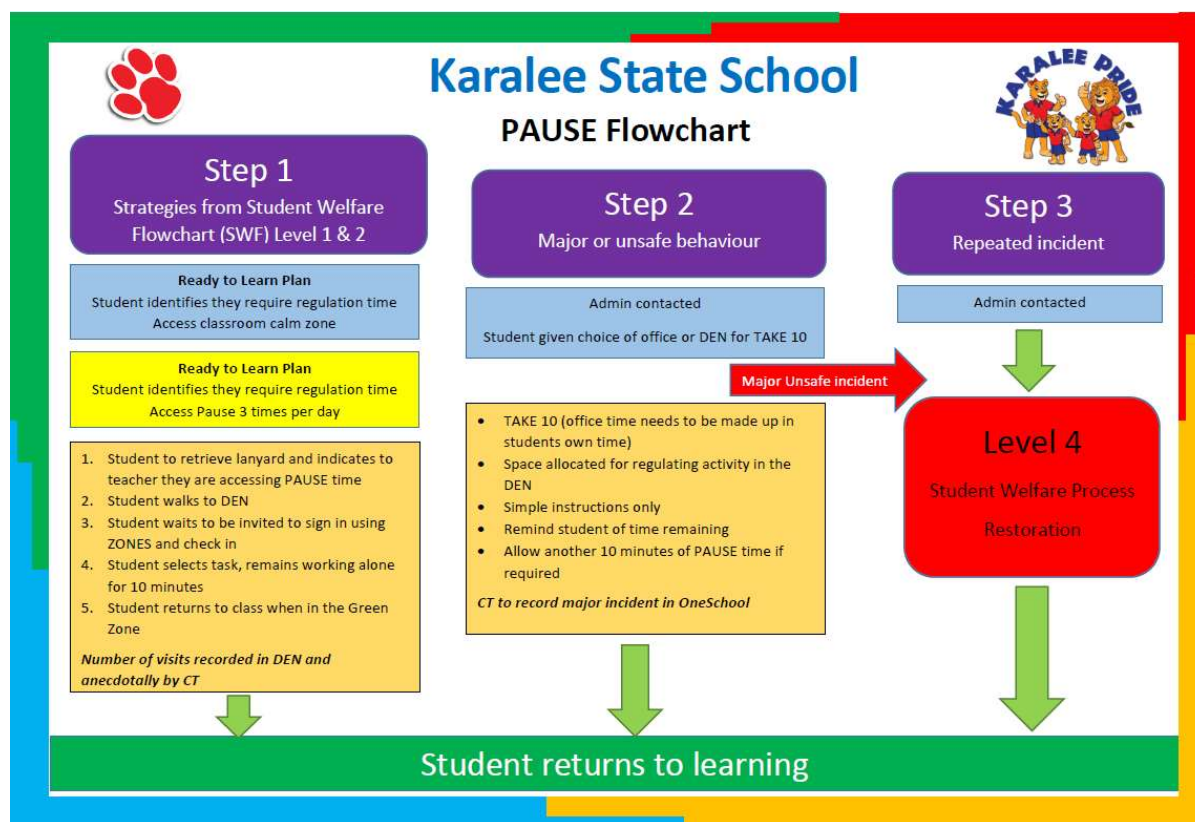 Karalee State School
PAUSE Flowchart
KARALEE PRIDE
Step 1
Strategies from Student Welfare
Flowchart (SWF) Level 1 & 2
Ready to Learn Plan
Student identifies they require regulation time
Access classroom calm zone
Ready to Learn Plan
Student identifies they require regulation time
Access Pause 3 times per day
1. Student to retrieve lanyard and indicates to
teacher they are accessing PAUSE time
2. Student walks to DEN
3. Student waits to be invited to sign in using
ZONES and check in
4. Student selects task, remains working alone
for 10 minutes
5. Student returns to class when in the Green
Zone
Number of visits recorded in DEN and
anecdotally by CT
Step 2
Major or unsafe behaviour
Admin contacted
Student given choice of office or DEN for TAKE 10
Major Unsafe incident
• TAKE 10 (office time needs to be made up in
students own time)
• Space allocated for regulating activity in the
DEN
• Simple instructions only
• Remind student of time remaining
• Allow another 10 minutes of PAUSE time if
required
CT to record major incident in OneSchool
Step 3
Repeated incident
Admin contacted
Level 4
Student Welfare Process
Restoration
Student returns to learning